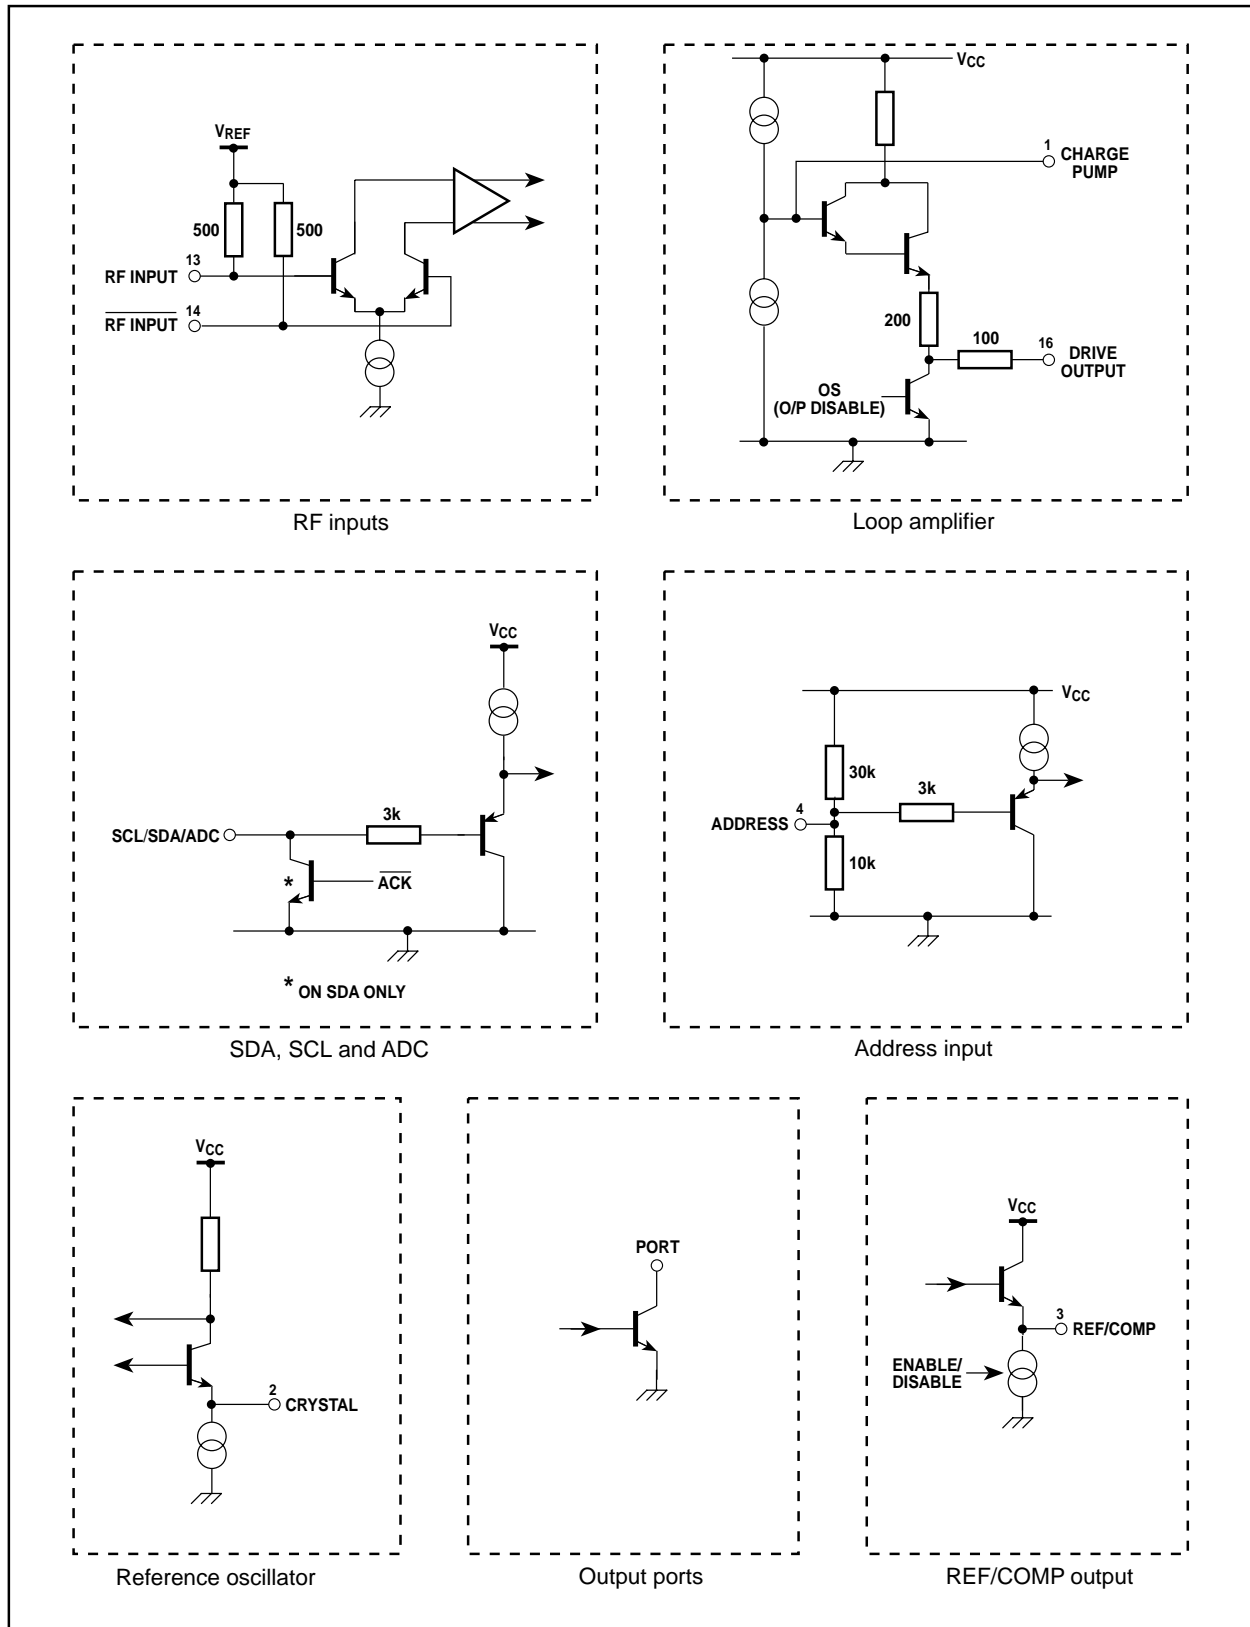 VREF
500
500
13
RF INPUT
14
RF INPUT
RF inputs
VCC
1
CHARGE
PUMP
200
100
16
DRIVE
OUTPUT
OS
(O/P DISABLE)
Loop amplifier
VCC
3k
SCL/SDA/ADC
*
ACK
* ON SDA ONLY
SDA, SCL and ADC
VCC
30k
3k
4
ADDRESS
10k
Address input
VCC
2
CRYSTAL
Reference oscillator
PORT
Output ports
VCC
3
REF/COMP
ENABLE/
DISABLE
REF/COMP output